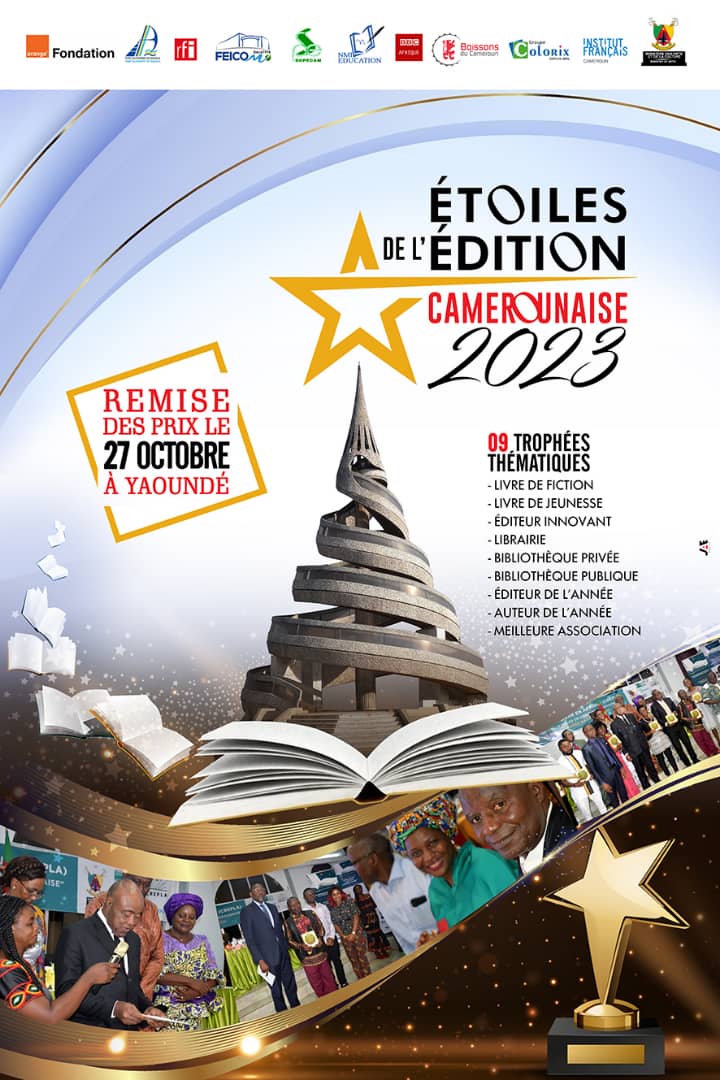 orange Fondation
rfi
FEICOM
SOPECAM
NMI EDUCATION
BBC AFRIQUE
Boissons du Cameroun
Groupe Colorix
INSTITUT FRANÇAIS CAMEROUN
ÉTOILES
DE L'ÉDITION
CAMEROUNAISE
2023
REMISE
DES PRIX LE
27 OCTOBRE
À YAOUNDÉ
09 TROPHÉES
THÉMATIQUES
- LIVRE DE FICTION
- LIVRE DE JEUNESSE
- ÉDITEUR INNOVANT
- LIBRAIRIE
- BIBLIOTHÈQUE PRIVÉE
- BIBLIOTHÈQUE PUBLIQUE
- ÉDITEUR DE L'ANNÉE
- AUTEUR DE L'ANNÉE
- MEILLEURE ASSOCIATION